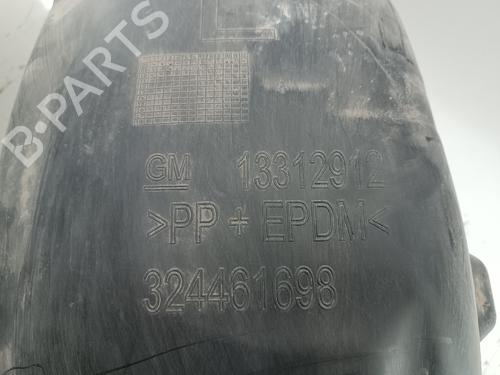 L
GM 13312912
>PP + EPDM<
324461698
B-PARTS